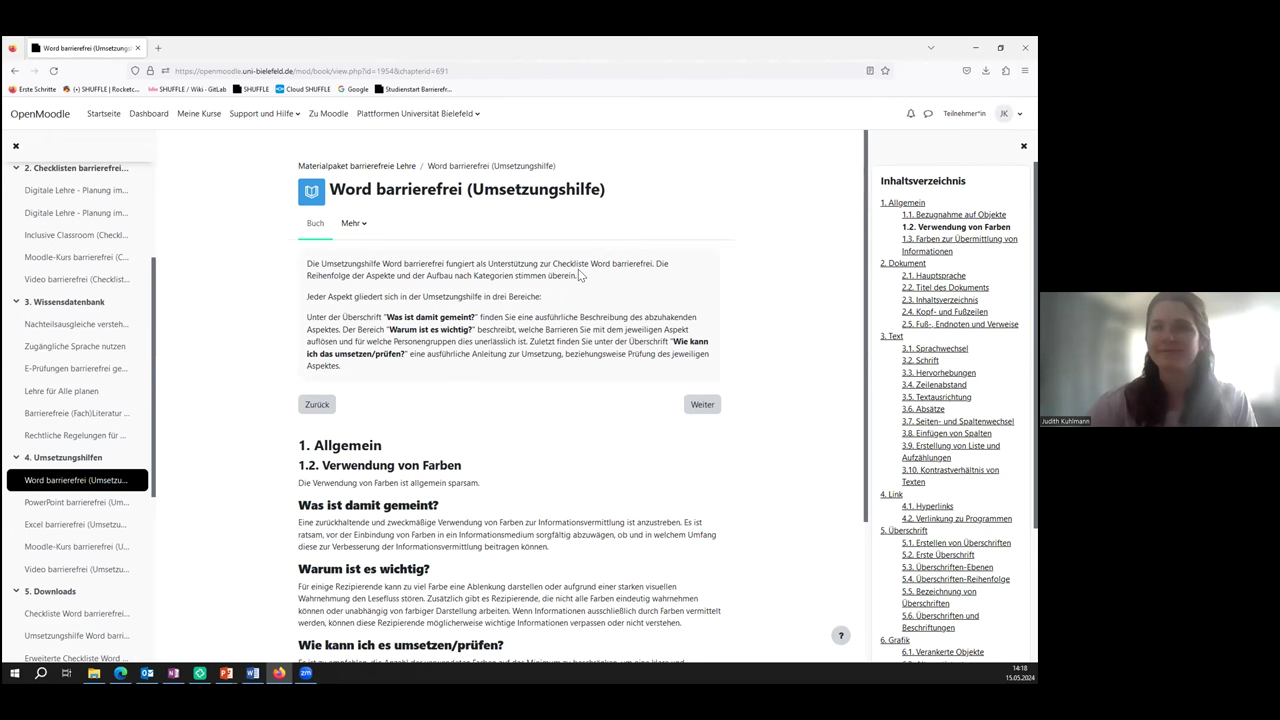 Word barrierefrei (Umsetzungs
https://openmoodle.uni-bielefeld.de/mod/book/view.php?id=1954&chapterid=691
Erste Schritte (•) SHUFFLE | Rocketc... SHUFFLE / Wiki · GitLab SHUFFLE Cloud SHUFFLE Google Studienstart Barrierefr...
OpenMoodle Startseite Dashboard Meine Kurse Support und Hilfe Zu Moodle Plattformen Universität Bielefeld Teilnehmer*in JK
2. Checklisten barrierefrei...
Digitale Lehre - Planung im...
Digitale Lehre - Planung im...
Inclusive Classroom (Checkl...
Moodle-Kurs barrierefrei (C...
Video barrierefrei (Checklist...
3. Wissensdatenbank
Nachteilsausgleiche versteh...
Zugängliche Sprache nutzen
E-Prüfungen barrierefrei ge...
Lehre für Alle planen
Barrierefreie (Fach)Literatur ...
Rechtliche Regelungen für ...
4. Umsetzungshilfen
Word barrierefrei (Umsetzu...
PowerPoint barrierefrei (Um...
Excel barrierefrei (Umsetzu...
Moodle-Kurs barrierefrei (U...
Video barrierefrei (Umsetzu...
5. Downloads
Checkliste Word barrierefrei...
Umsetzungshilfe Word barri...
Erweiterte Checkliste Word ...
Materialpaket barrierefreie Lehre / Word barrierefrei (Umsetzungshilfe)
Word barrierefrei (Umsetzungshilfe)
Buch Mehr
Die Umsetzungshilfe Word barrierefrei fungiert als Unterstützung zur Checkliste Word barrierefrei. Die
Reihenfolge der Aspekte und der Aufbau nach Kategorien stimmen überein.
Jeder Aspekt gliedert sich in der Umsetzungshilfe in drei Bereiche:
Unter der Überschrift "Was ist damit gemeint?" finden Sie eine ausführliche Beschreibung des abzuhakenden
Aspektes. Der Bereich "Warum ist es wichtig?" beschreibt, welche Barrieren Sie mit dem jeweiligen Aspekt
auflösen und für welche Personengruppen dies unerlässlich ist. Zuletzt finden Sie unter der Überschrift "Wie kann
ich das umsetzen/prüfen?" eine ausführliche Anleitung zur Umsetzung, beziehungsweise Prüfung des jeweiligen
Aspektes.
Zurück Weiter
1. Allgemein
1.2. Verwendung von Farben
Die Verwendung von Farben ist allgemein sparsam.
Was ist damit gemeint?
Eine zurückhaltende und zweckmäßige Verwendung von Farben zur Informationsvermittlung ist anzustreben. Es ist
ratsam, vor der Einbindung von Farben in ein Informationsmedium sorgfältig abzuwägen, ob und in welchem Umfang
diese zur Verbesserung der Informationsvermittlung beitragen können.
Warum ist es wichtig?
Für einige Rezipierende kann zu viel Farbe eine Ablenkung darstellen oder aufgrund einer starken visuellen
Wahrnehmung den Lesefluss stören. Zusätzlich gibt es Rezipierende, die nicht alle Farben eindeutig wahrnehmen
können oder unabhängig von farbiger Darstellung arbeiten. Wenn Informationen ausschließlich durch Farben vermittelt
werden, können diese Rezipierende möglicherweise wichtige Informationen verpassen oder nicht verstehen.
Wie kann ich es umsetzen/prüfen?
Inhaltsverzeichnis
1. Allgemein
1.1. Bezugnahme auf Objekte
1.2. Verwendung von Farben
1.3. Farben zur Übermittlung von
Informationen
2. Dokument
2.1. Hauptsprache
2.2. Titel des Dokuments
2.3. Inhaltsverzeichnis
2.4. Kopf- und Fußzeilen
2.5. Fuß-, Endnoten und Verweise
3. Text
3.1. Sprachwechsel
3.2. Schrift
3.3. Hervorhebungen
3.4. Zeilenabstand
3.5. Textausrichtung
3.6. Absätze
3.7. Seiten- und Spaltenwechsel
3.8. Einfügen von Spalten
3.9. Erstellung von Liste und
Aufzählungen
3.10. Kontrastverhältnis von
Texten
4. Link
4.1. Hyperlinks
4.2. Verlinkung zu Programmen
5. Überschrift
5.1. Erstellen von Überschriften
5.2. Erste Überschrift
5.3. Überschriften-Ebenen
5.4. Überschriften-Reihenfolge
5.5. Bezeichnung von
Überschriften
5.6. Überschriften und
Beschriftungen
6. Grafik
6.1. Verankerte Objekte
?
14:18
15.05.2024
Judith Kuhlmann